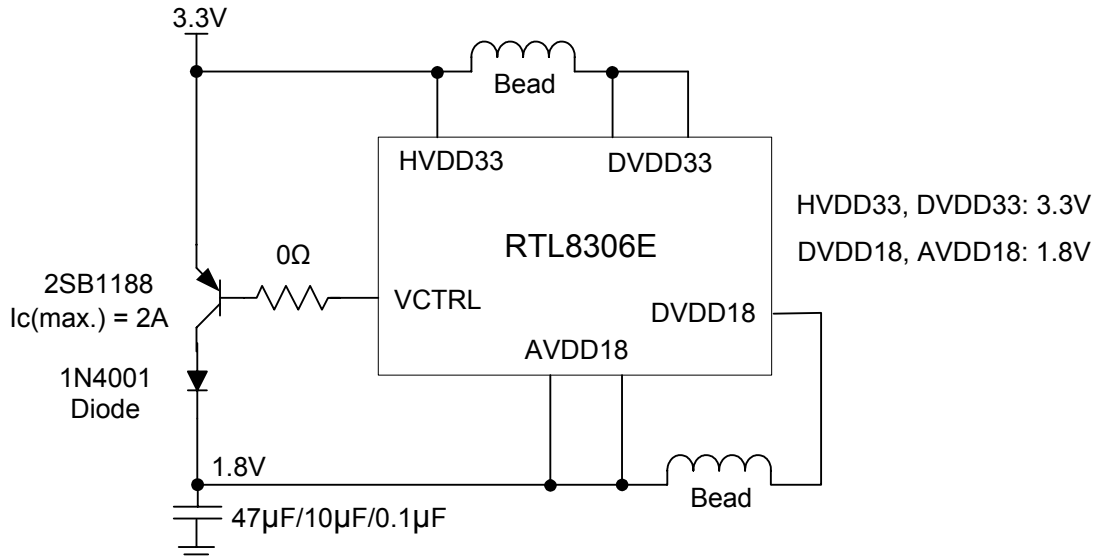 3.3V
Bead
HVDD33
DVDD33
HVDD33, DVDD33: 3.3V
RTL8306E
DVDD18, AVDD18: 1.8V
0Ω
2SB1188
Ic(max.) = 2A
VCTRL
DVDD18
AVDD18
1N4001
Diode
1.8V
Bead
47µF/10µF/0.1µF